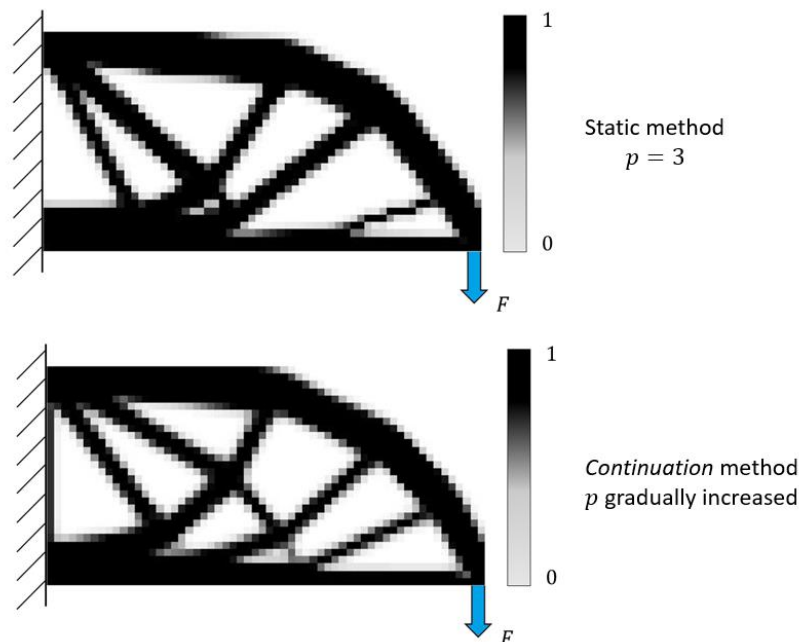 1
Static method
p = 3
0
F
1
Continuation method
p gradually increased
0
F